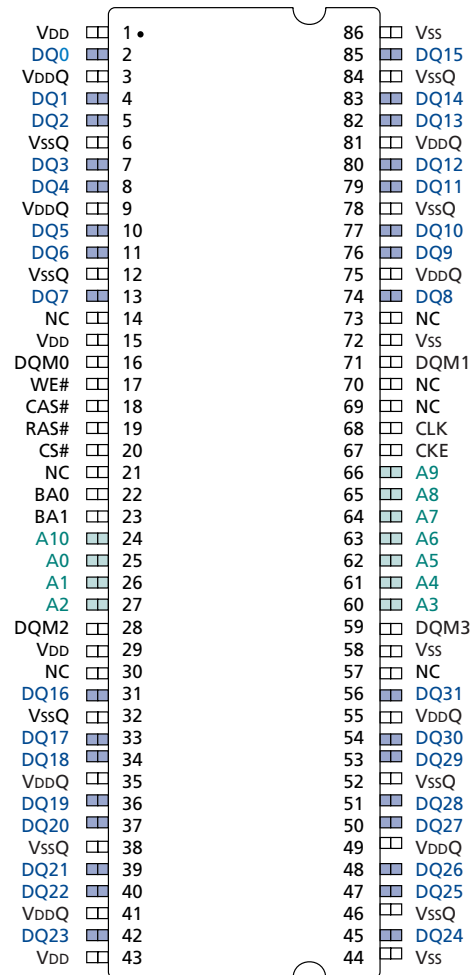 VDD 1 86 Vss
DQ0 2 85 DQ15
VDDQ 3 84 VssQ
DQ1 4 83 DQ14
DQ2 5 82 DQ13
VssQ 6 81 VDDQ
DQ3 7 80 DQ12
DQ4 8 79 DQ11
VDDQ 9 78 VssQ
DQ5 10 77 DQ10
DQ6 11 76 DQ9
VssQ 12 75 VDDQ
DQ7 13 74 DQ8
NC 14 73 NC
VDD 15 72 Vss
DQM0 16 71 DQM1
WE# 17 70 NC
CAS# 18 69 NC
RAS# 19 68 CLK
CS# 20 67 CKE
NC 21 66 A9
BA0 22 65 A8
BA1 23 64 A7
A10 24 63 A6
A0 25 62 A5
A1 26 61 A4
A2 27 60 A3
DQM2 28 59 DQM3
VDD 29 58 Vss
NC 30 57 NC
DQ16 31 56 DQ31
VssQ 32 55 VDDQ
DQ17 33 54 DQ30
DQ18 34 53 DQ29
VDDQ 35 52 VssQ
DQ19 36 51 DQ28
DQ20 37 50 DQ27
VssQ 38 49 VDDQ
DQ21 39 48 DQ26
DQ22 40 47 DQ25
VDDQ 41 46 VssQ
DQ23 42 45 DQ24
VDD 43 44 Vss